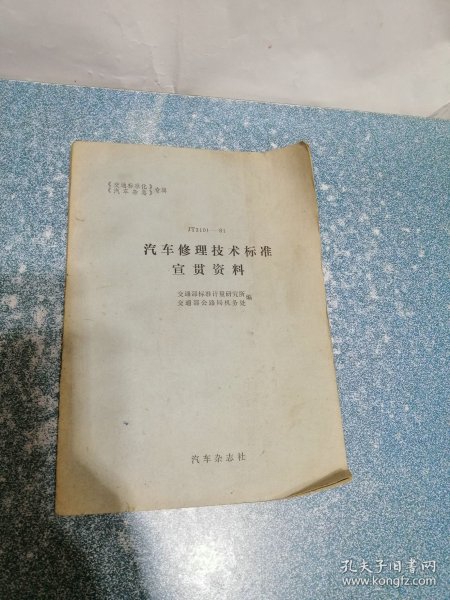 《交通标准化》
《汽车杂志》专辑
JT3101—81
汽车修理技术标准
宣贯资料
交通部标准计量研究所
交通部公路局机务处 编
汽车杂志社
孔夫子旧书网
www.kongfz.com